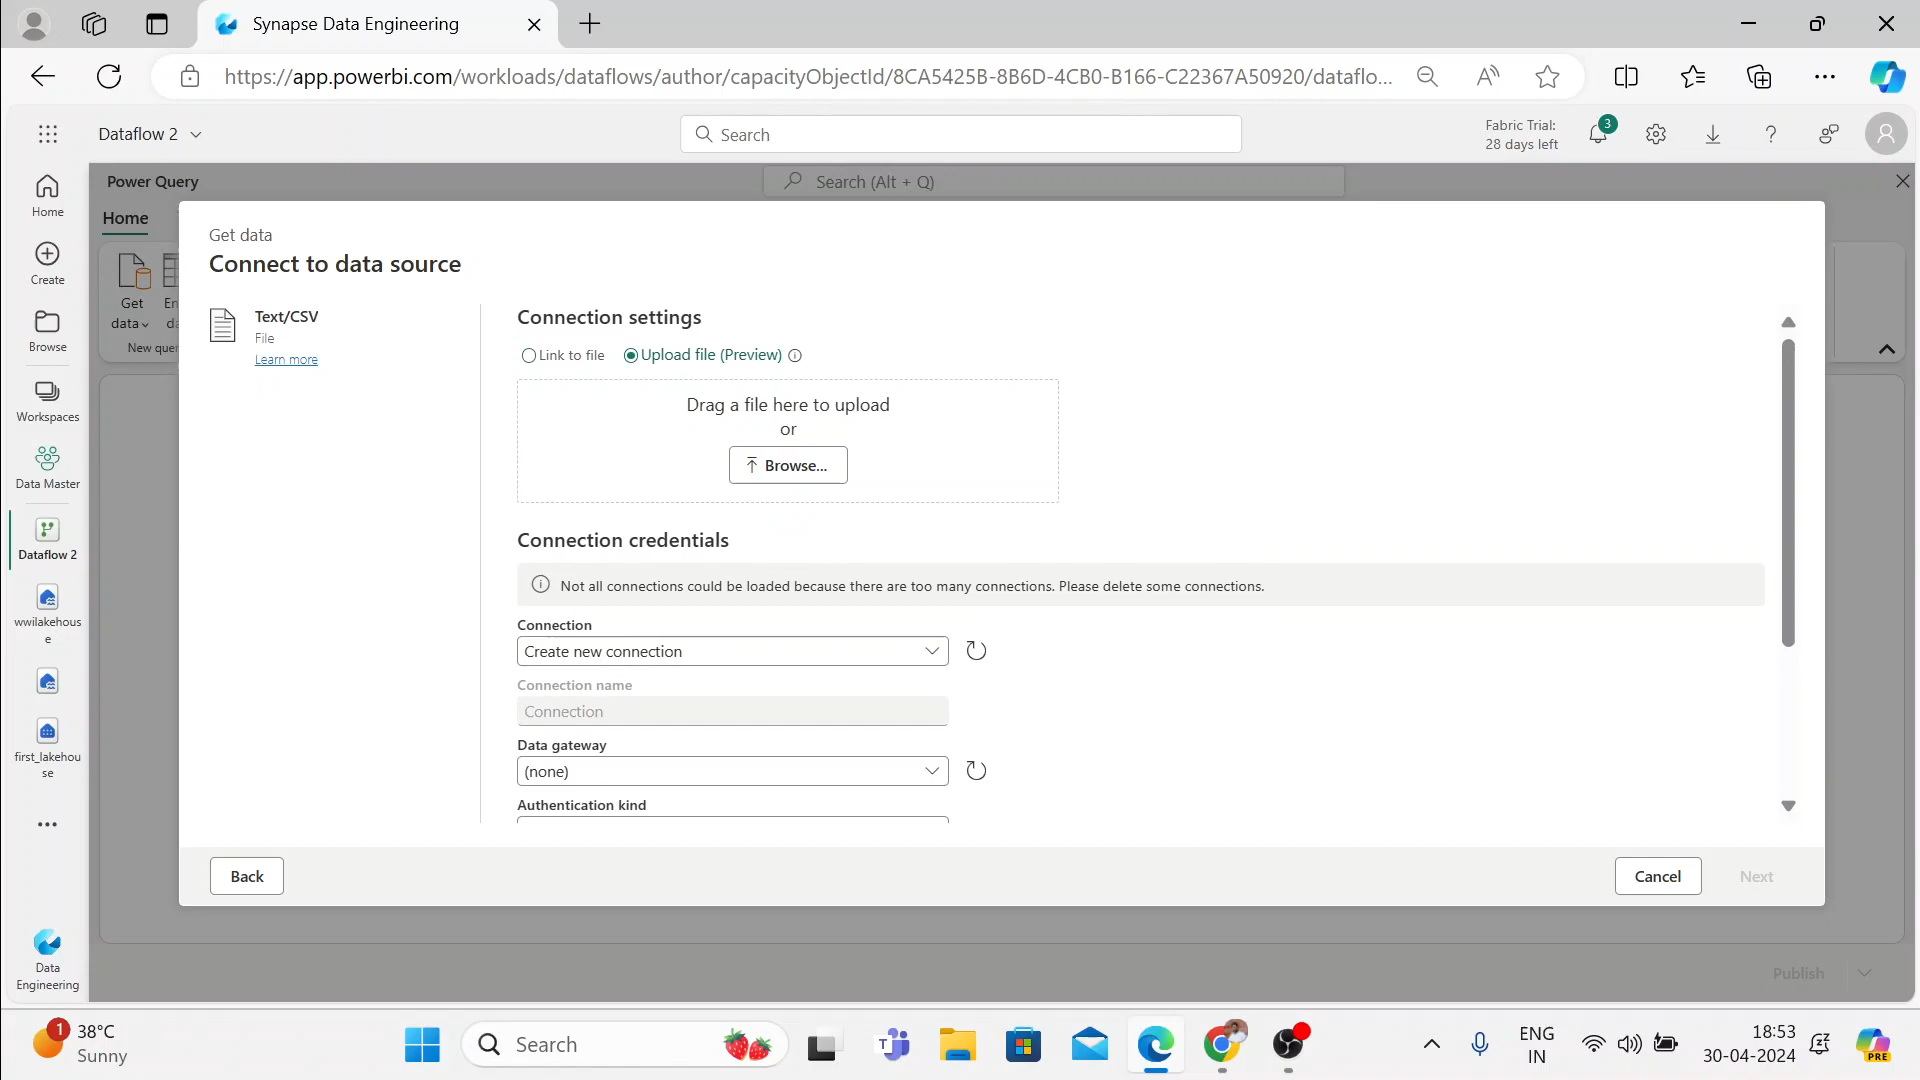 Synapse Data Engineering
https://app.powerbi.com/workloads/dataflows/author/capacityObjectId/8CA5425B-8B6D-4CB0-B166-C22367A50920/dataflo...
Dataflow 2
Search
Fabric Trial:
28 days left
3
Power Query
Search (Alt + Q)
Home
Home
Create
Browse
Workspaces
Data Master
Dataflow 2
wwilakehous
e
first_lakehou
se
Data
Engineering
Get
data
En
da
New quer
Get data
Connect to data source
Text/CSV
File
Learn more
Connection settings
Link to file
Upload file (Preview)
Drag a file here to upload
or
Browse...
Connection credentials
Not all connections could be loaded because there are too many connections. Please delete some connections.
Connection
Create new connection
Connection name
Connection
Data gateway
(none)
Authentication kind
Back
Cancel
Next
Publish
1
38°C
Sunny
Search
ENG
IN
18:53
30-04-2024
PRE